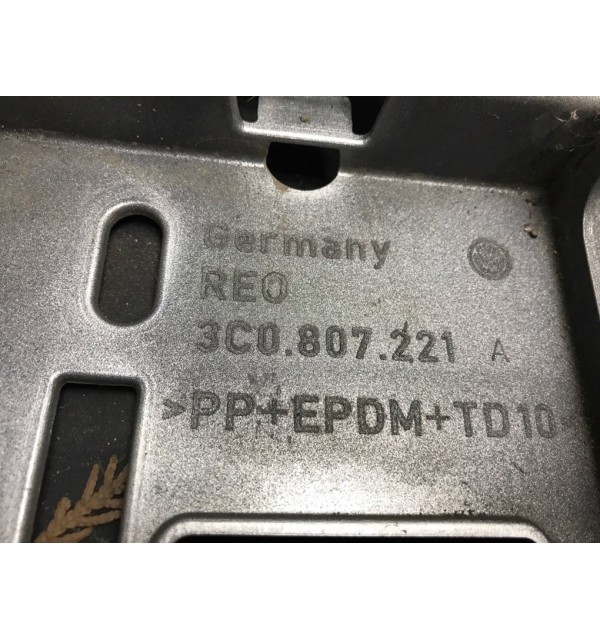 Germany
REO
3C0.807.221 A
>PP+EPDM+TD10